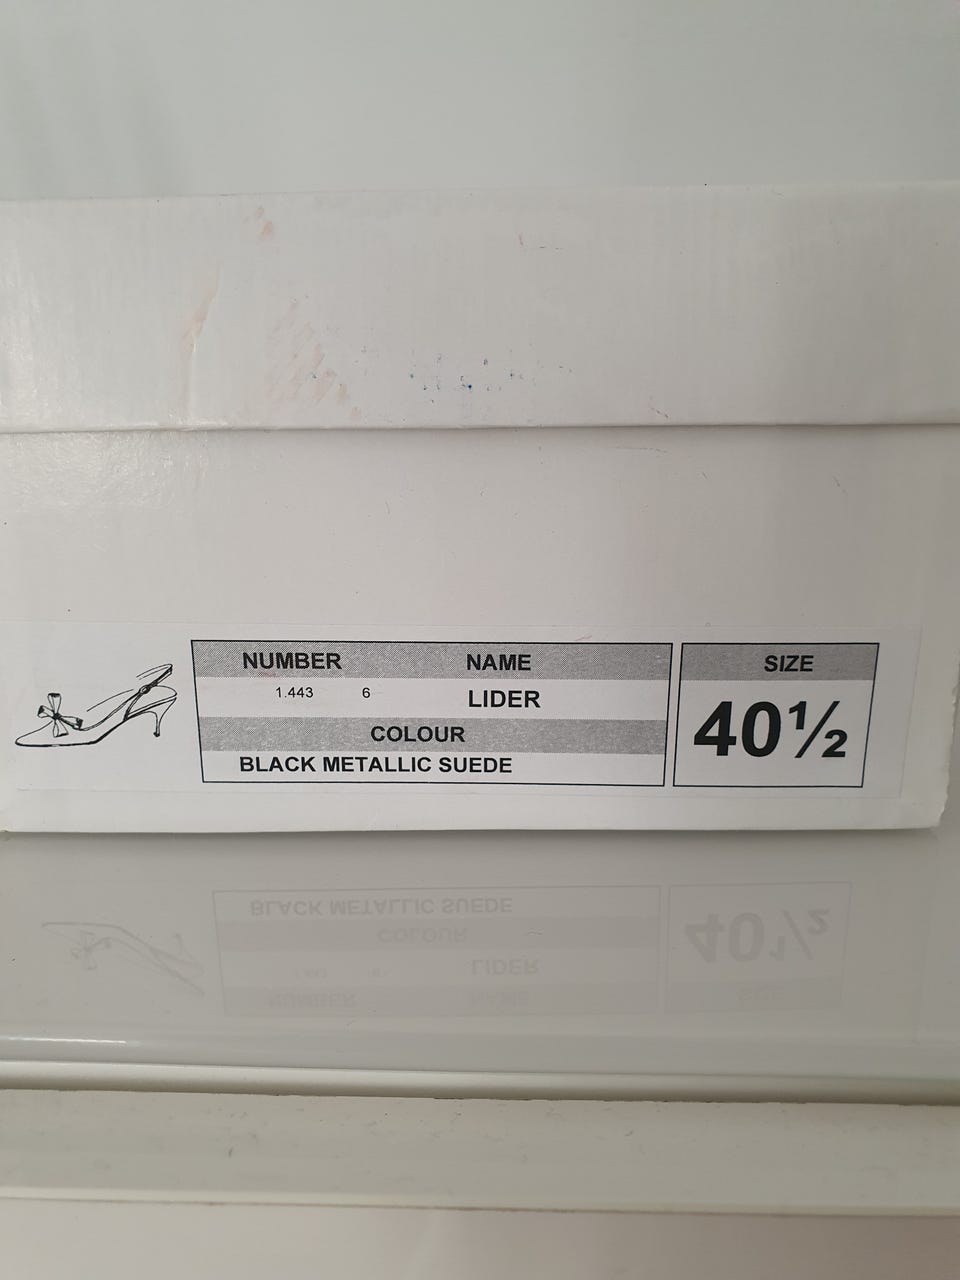 NUMBER NAME SIZE
1.443 6 LIDER 40½
COLOUR
BLACK METALLIC SUEDE